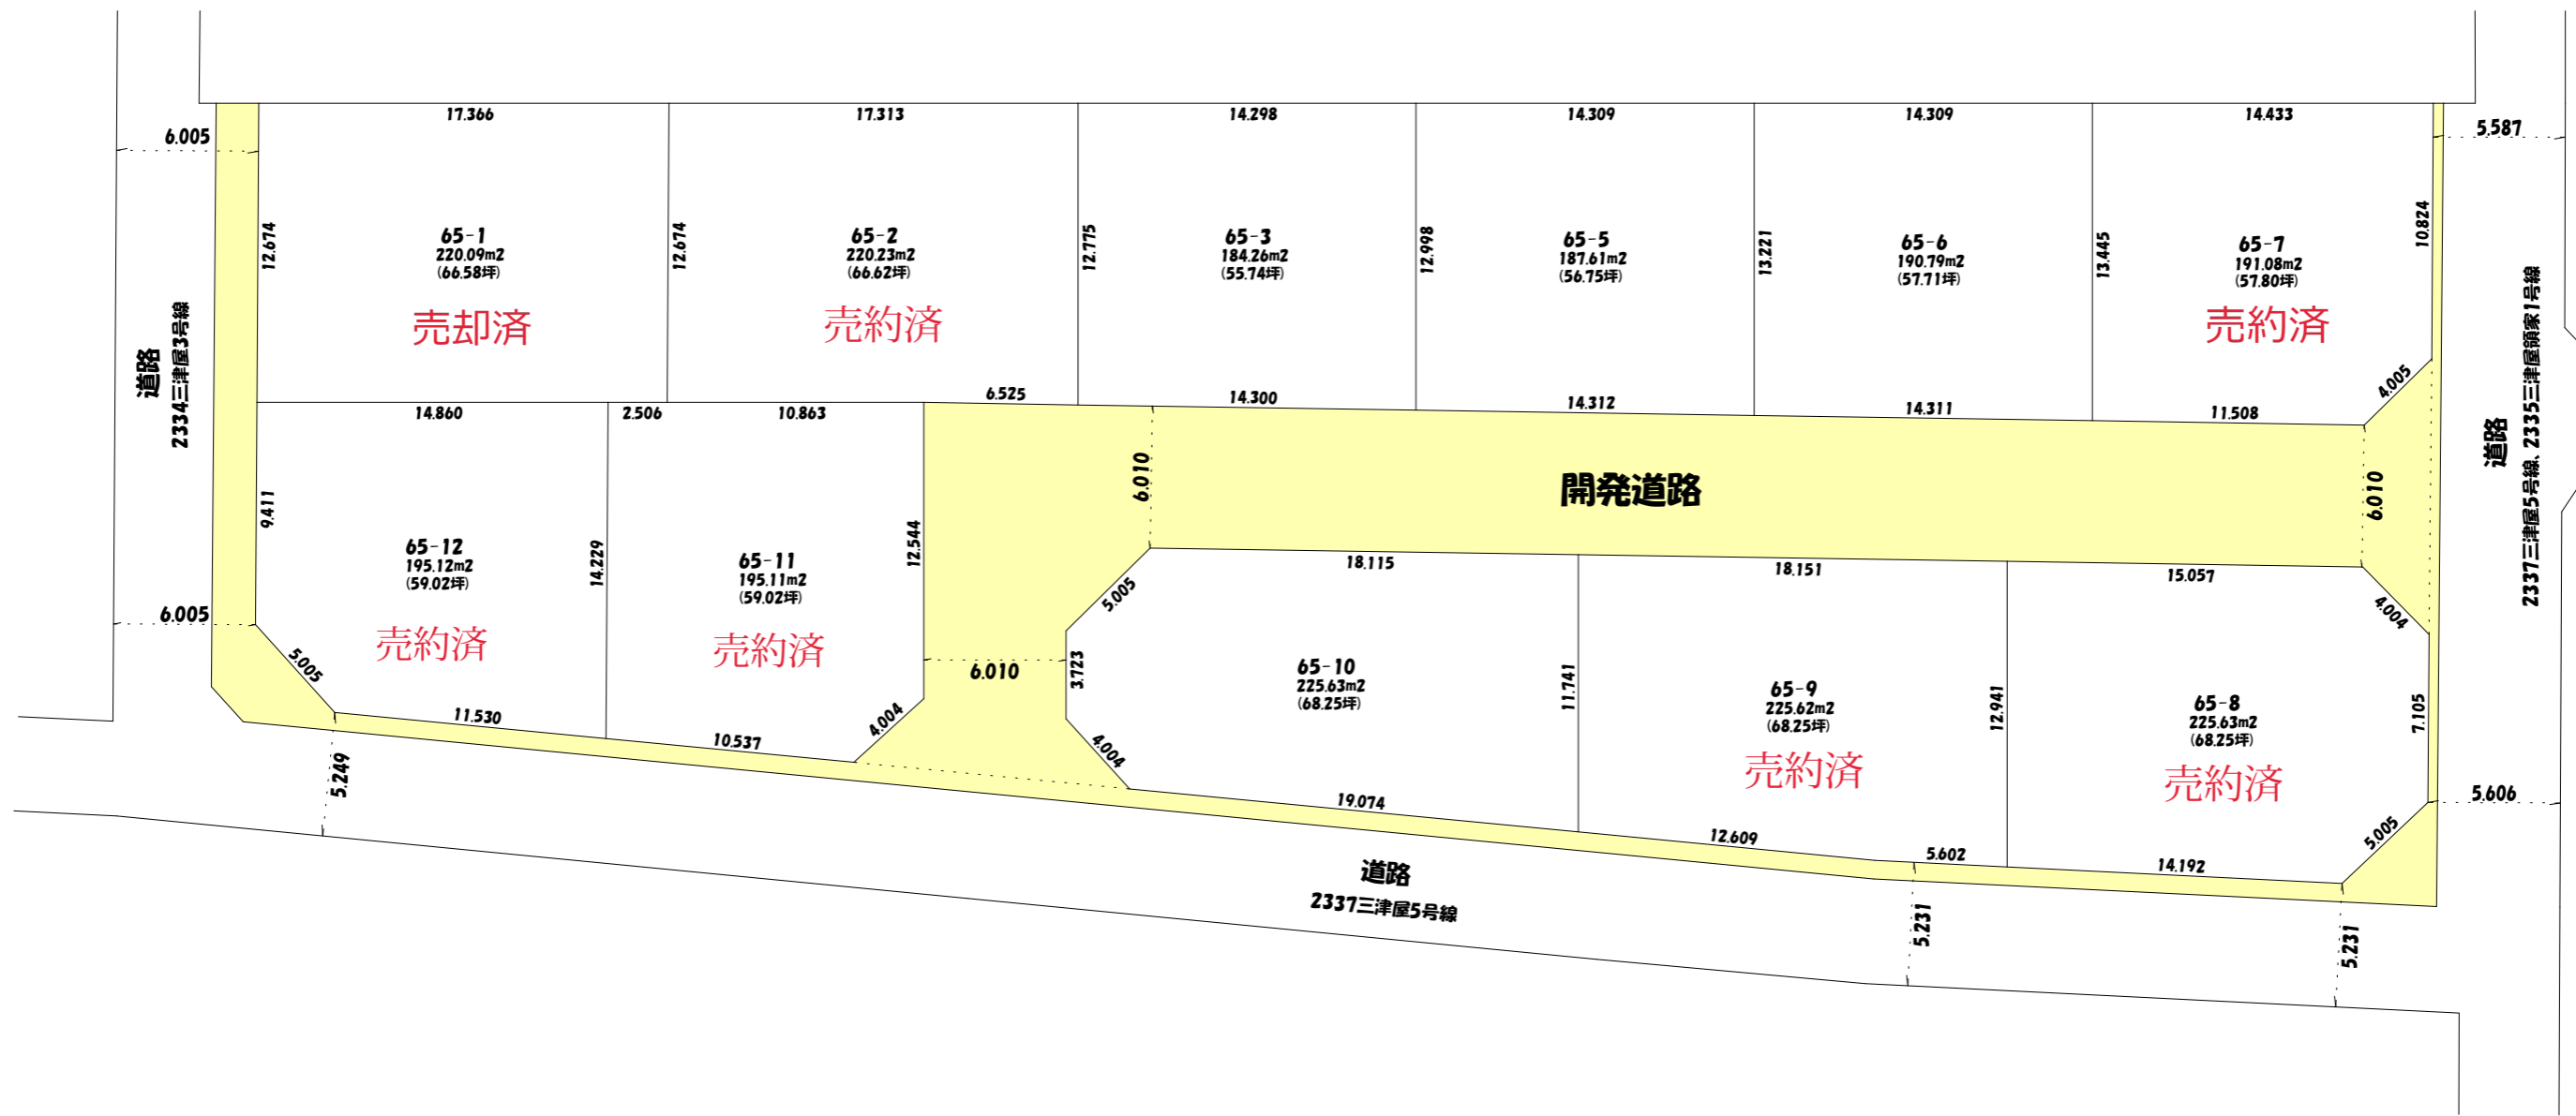 17.366
17.313
14.298
14.309
14.309
14.433
6.005
5.587
12.674
12.674
12.775
12.998
13.221
13.445
10.824
65-1
220.09m2
(66.58坪)
売却済
65-2
220.23m2
(66.62坪)
売約済
65-3
184.26m2
(55.74坪)
65-5
187.61m2
(56.75坪)
65-6
190.79m2
(57.71坪)
65-7
191.08m2
(57.80坪)
売約済
道路
2334三津屋3号線
道路
2337三津屋5号線、2335三津屋領家1号線
14.860
2.506
10.863
6.525
14.300
14.312
14.311
11.508
4.005
6.010
開発道路
6.010
9.411
14.229
12.544
65-12
195.12m2
(59.02坪)
売約済
65-11
195.11m2
(59.02坪)
売約済
6.005
5.005
11.530
10.537
4.004
6.010
5.005
3.723
4.004
18.115
18.151
15.057
4.004
65-10
225.63m2
(68.25坪)
11.741
65-9
225.62m2
(68.25坪)
売約済
12.941
65-8
225.63m2
(68.25坪)
売約済
7.105
5.606
5.005
5.249
19.074
12.609
5.602
14.192
道路
2337三津屋5号線
5.231
5.231